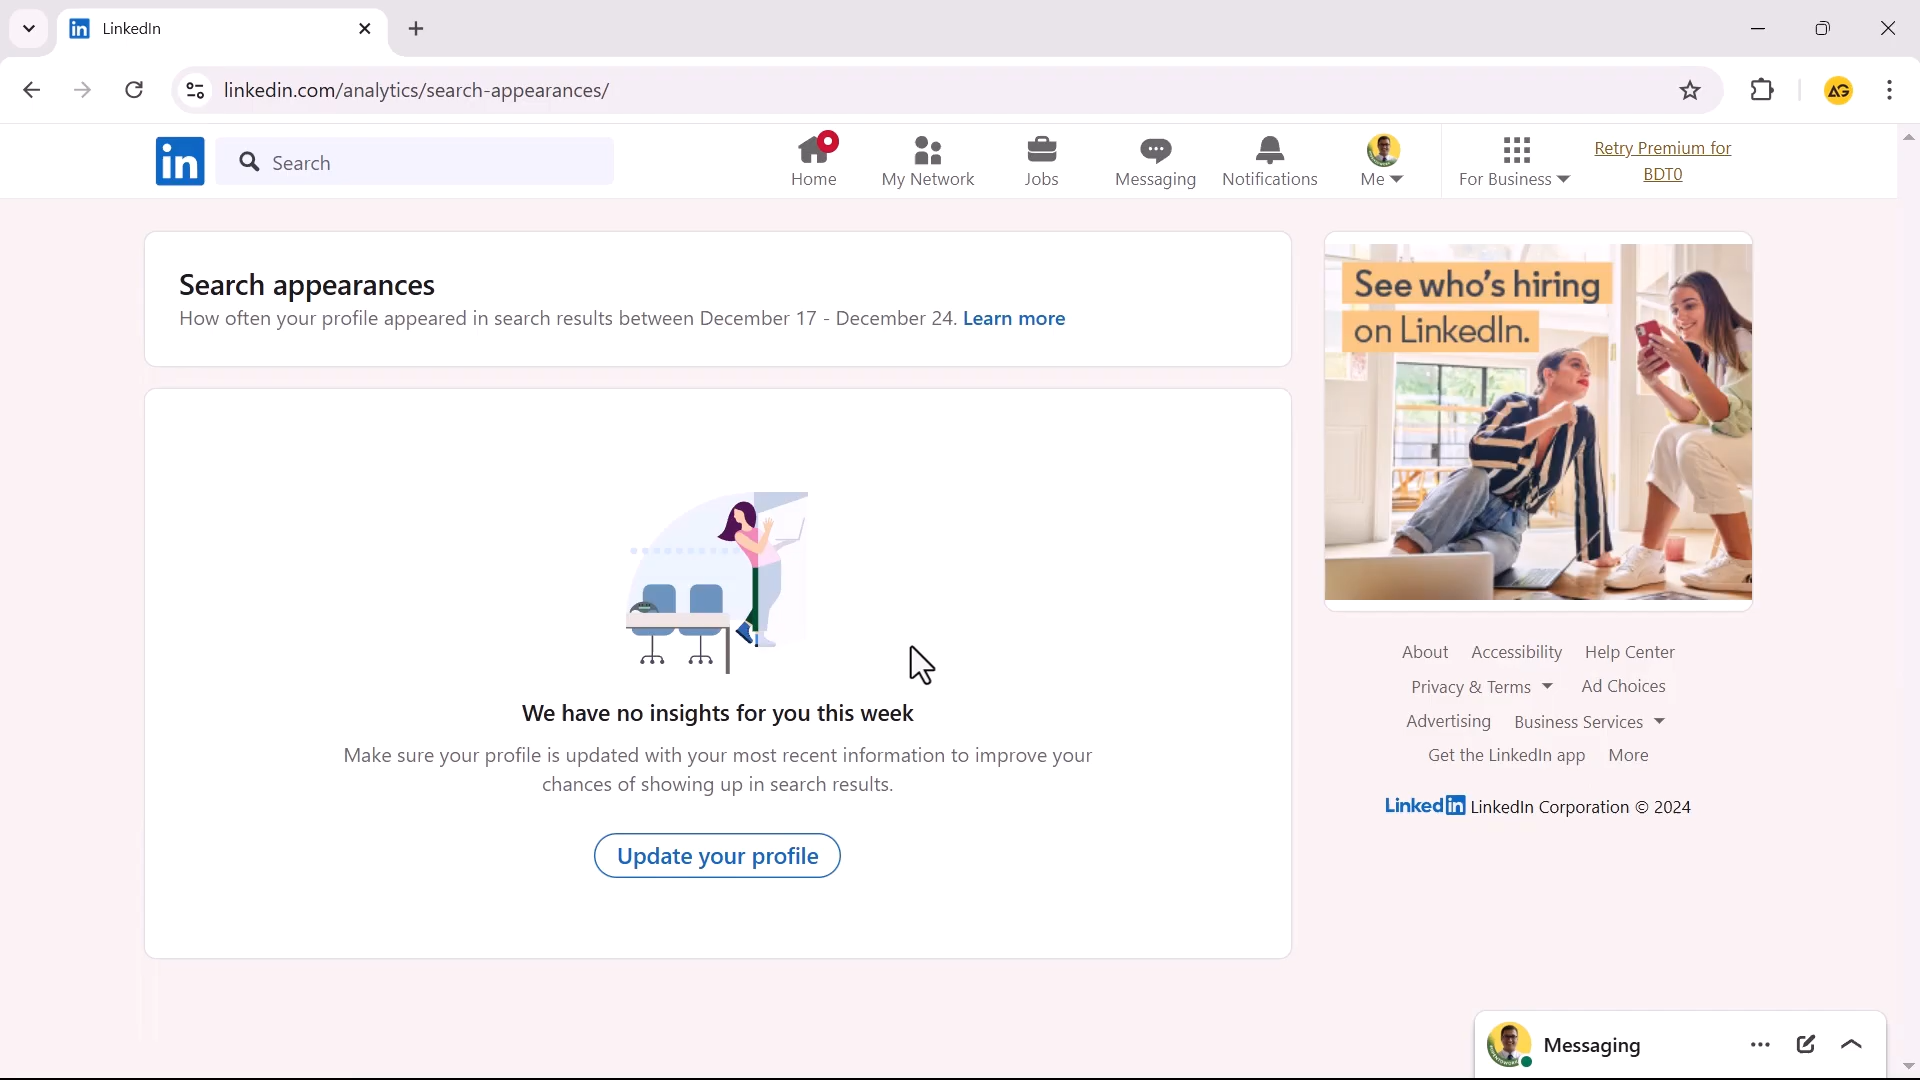 LinkedIn
linkedin.com/analytics/search-appearances/
AG
in
Search
Home
My Network
Jobs
Messaging
Notifications
Me
For Business
Retry Premium for
BDT0
Search appearances
How often your profile appeared in search results between December 17 - December 24. Learn more
We have no insights for you this week
Make sure your profile is updated with your most recent information to improve your
chances of showing up in search results.
Update your profile
See who's hiring
on LinkedIn.
About Accessibility Help Center
Privacy & Terms Ad Choices
Advertising Business Services
Get the LinkedIn app More
LinkedIn LinkedIn Corporation © 2024
Messaging